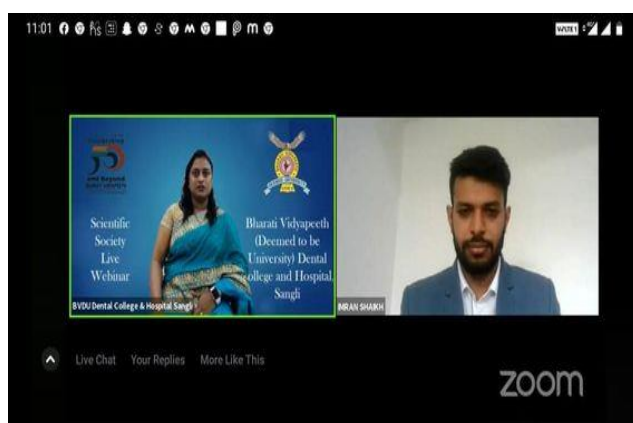 11:01
50
Scientific
Society
Live
Webinar
Bharati Vidyapeeth
(Deemed to be
University) Dental
College and Hospital,
Sangli
BVDU Dental College & Hospital Sangli
IMRAN SHAIKH
Live Chat Your Replies More Like This
zoom